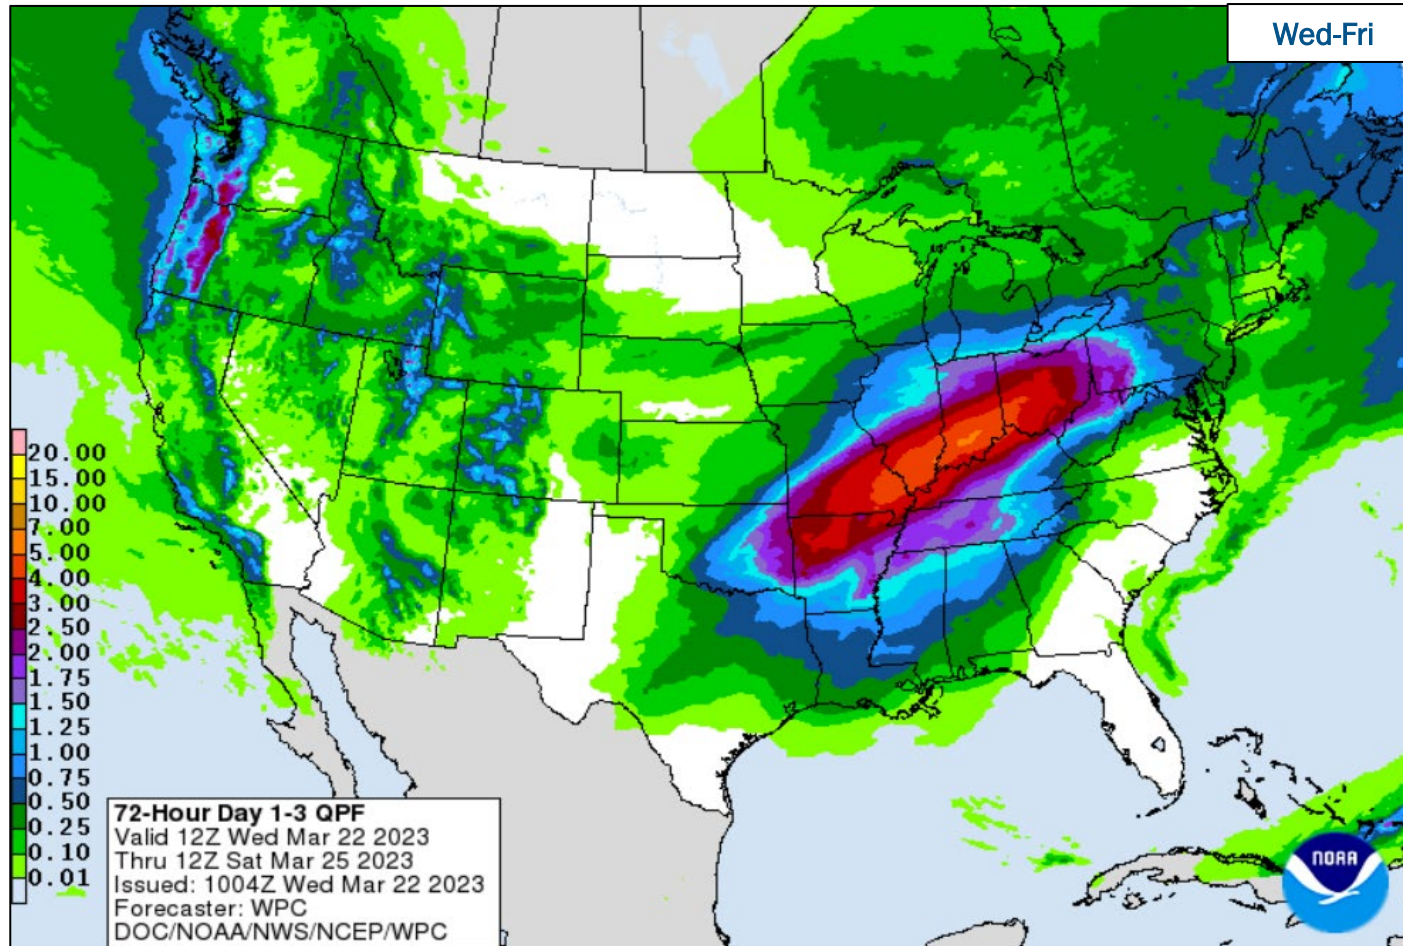 Wed-Fri
20.00
15.00
10.00
7.00
5.00
4.00
3.00
2.50
2.00
1.75
1.50
1.25
1.00
0.75
0.50
0.25
0.10
0.01
72-Hour Day 1-3 QPF
Valid 12Z Wed Mar 22 2023
Thru 12Z Sat Mar 25 2023
Issued: 1004Z Wed Mar 22 2023
Forecaster: WPC
DOC/NOAA/NWS/NCEP/WPC
NOAA